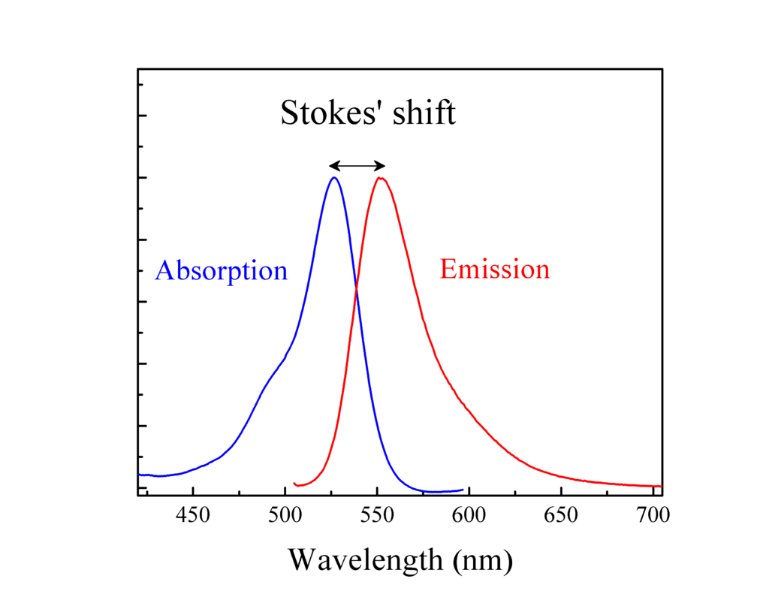 Stokes' shift
Absorption
Emission
450 500 550 600 650 700
Wavelength (nm)